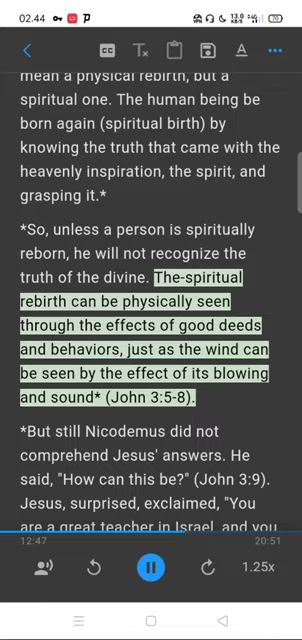 02.44
13.0
KB/S
70
CC
mean a physical rebirth, but a
spiritual one. The human being be
born again (spiritual birth) by
knowing the truth that came with the
heavenly inspiration, the spirit, and
grasping it.*
*So, unless a person is spiritually
reborn, he will not recognize the
truth of the divine. The-spiritual
rebirth can be physically seen
through the effects of good deeds
and behaviors, just as the wind can
be seen by the effect of its blowing
and sound* (John 3:5-8).
*But still Nicodemus did not
comprehend Jesus' answers. He
said, "How can this be?" (John 3:9).
Jesus, surprised, exclaimed, "You
are a great teacher in Israel, and you
12:47
20:51
1.25x